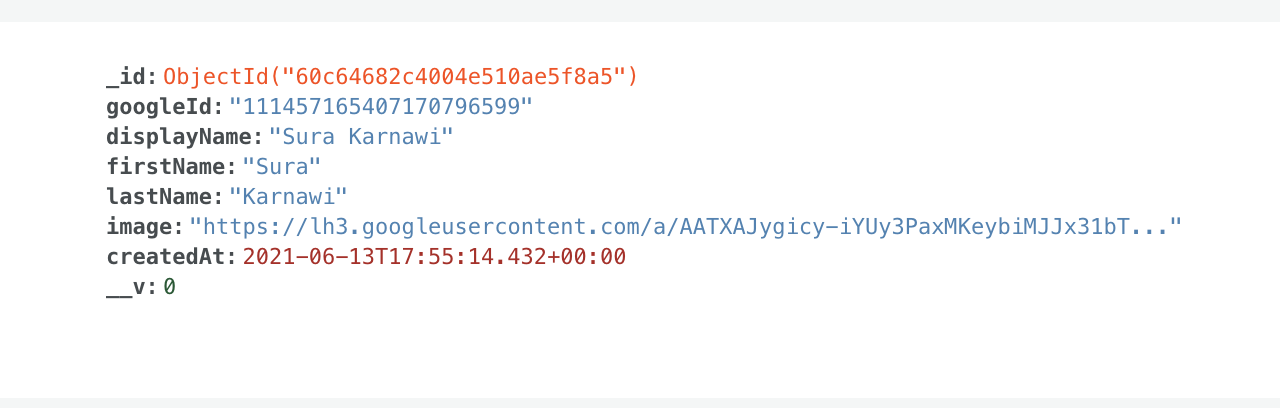 _id: ObjectId("60c64682c4004e510ae5f8a5")
googleId: "111457165407170796599"
displayName: "Sura Karnawi"
firstName: "Sura"
lastName: "Karnawi"
image: "https://lh3.googleusercontent.com/a/AATXAJygicy-iYUy3PaxMKeybiMJJx31bT..."
createdAt: 2021-06-13T17:55:14.432+00:00
__v: 0